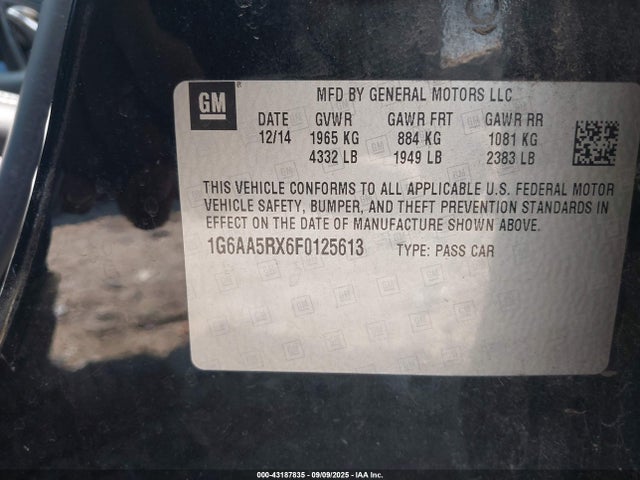 GM
MFD BY GENERAL MOTORS LLC
DATE GVWR GAWR FRT GAWR RR
12/14 1965 KG 884 KG 1081 KG
4332 LB 1949 LB 2383 LB
THIS VEHICLE CONFORMS TO ALL APPLICABLE U.S. FEDERAL MOTOR
VEHICLE SAFETY, BUMPER, AND THEFT PREVENTION STANDARDS IN
EFFECT ON THE DATE OF MANUFACTURE SHOWN ABOVE.
1G6AA5RX6F0125613 TYPE: PASS CAR
000-43187835 - 09/09/2025 - IAA Inc.